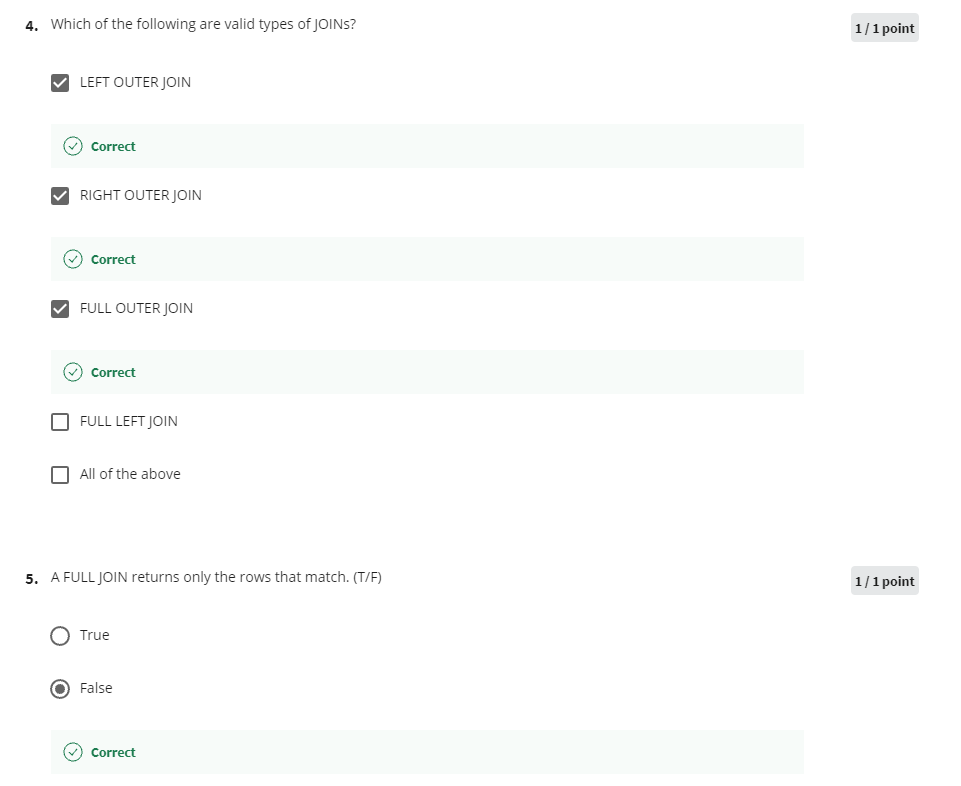 4. Which of the following are valid types of JOINs?
1 / 1 point
LEFT OUTER JOIN
Correct
RIGHT OUTER JOIN
Correct
FULL OUTER JOIN
Correct
FULL LEFT JOIN
All of the above
5. A FULL JOIN returns only the rows that match. (T/F)
1 / 1 point
True
False
Correct